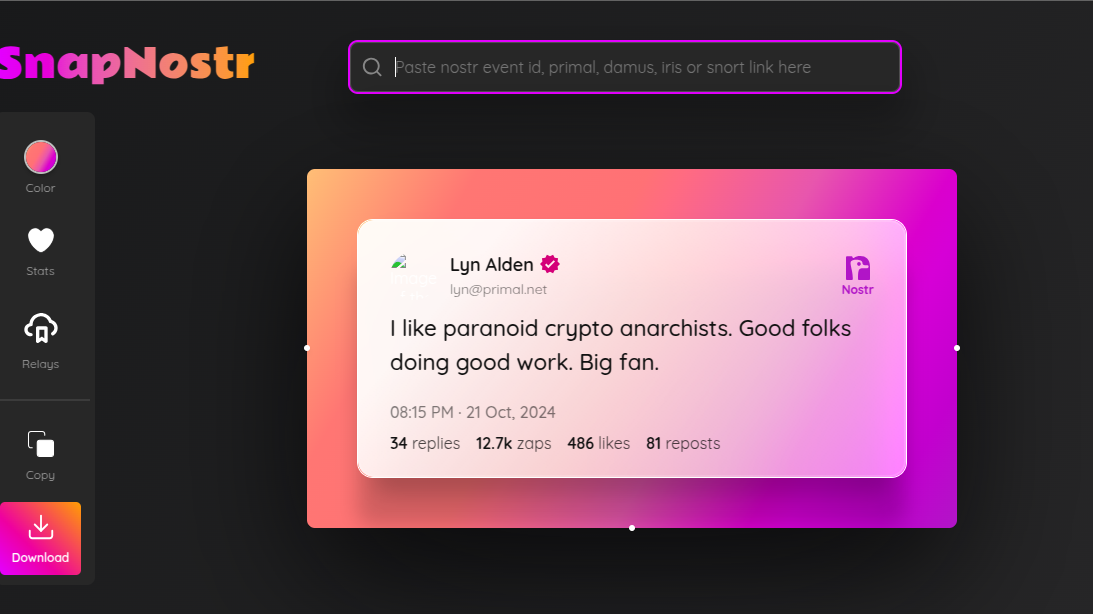 SnapNostr
Paste nostr event id, primal, damus, iris or snort link here
Color
Stats
Relays
Copy
Download
Lyn Alden
lyn@primal.net
Nostr
I like paranoid crypto anarchists. Good folks
doing good work. Big fan.
08:15 PM · 21 Oct, 2024
34 replies 12.7k zaps 486 likes 81 reposts